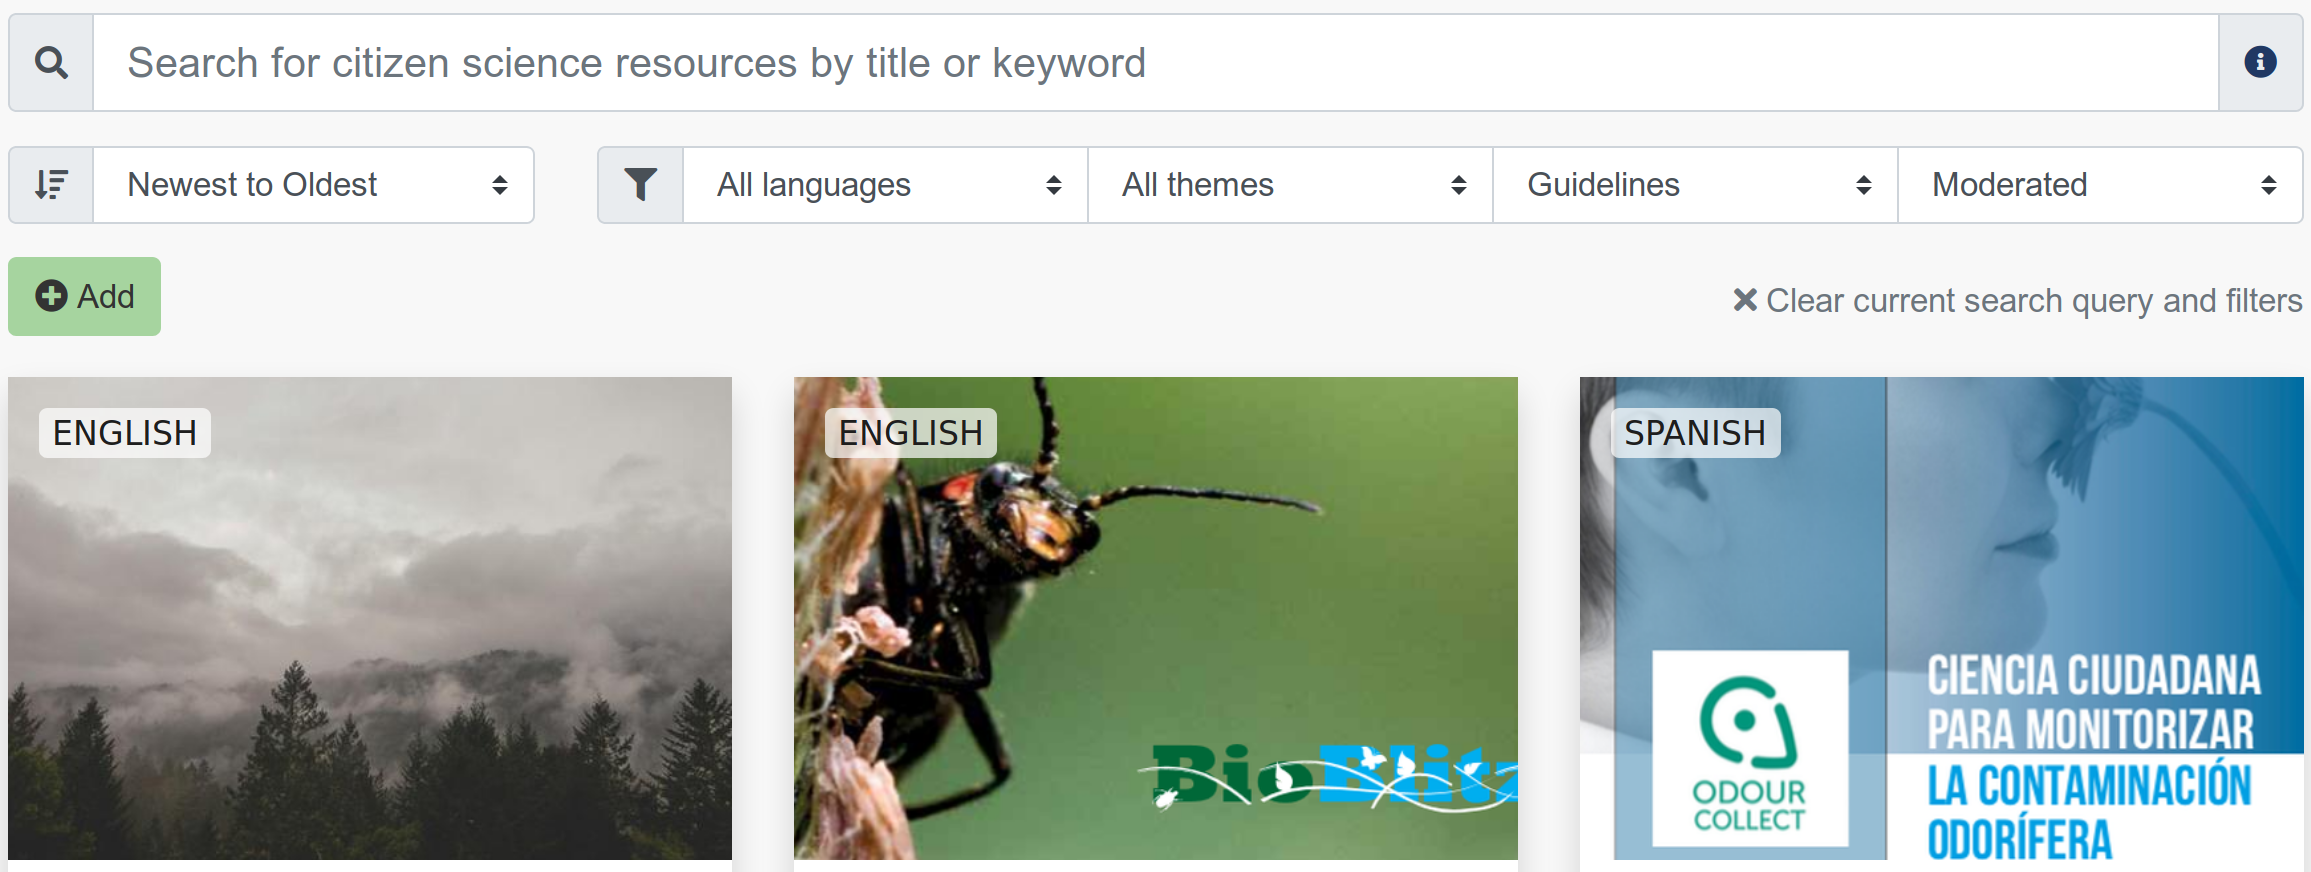 Search for citizen science resources by title or keyword
Newest to Oldest
All languages
All themes
Guidelines
Moderated
Add
Clear current search query and filters
ENGLISH
ENGLISH
BioBlitz
SPANISH
ODOUR
COLLECT
CIENCIA CIUDADANA
PARA MONITORIZAR
LA CONTAMINACIÓN
ODORÍFERA